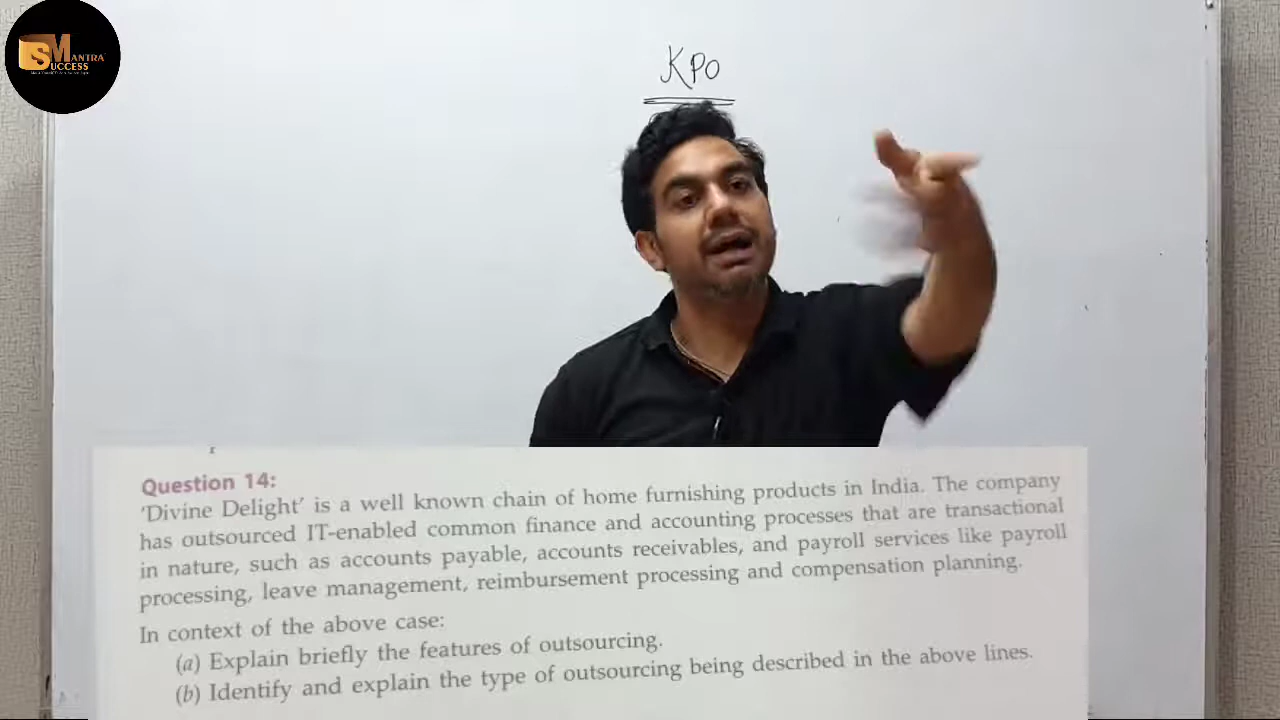 MANTRA
SUCCESS
KPO
Question 14:
'Divine Delight' is a well known chain of home furnishing products in India. The company
has outsourced IT-enabled common finance and accounting processes that are transactional
in nature, such as accounts payable, accounts receivables, and payroll services like payroll
processing, leave management, reimbursement processing and compensation planning.
In context of the above case:
(a) Explain briefly the features of outsourcing.
(b) Identify and explain the type of outsourcing being described in the above lines.